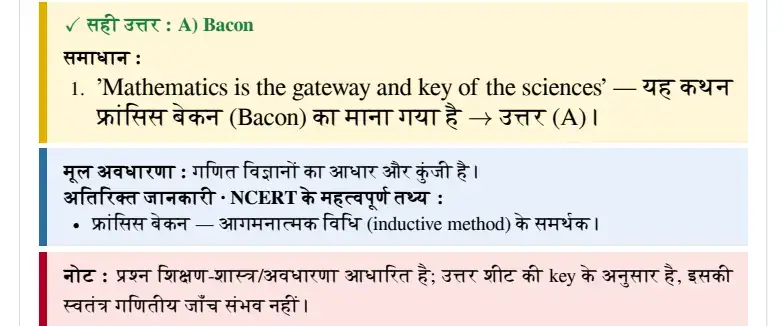 ✓ सही उत्तर : A) Bacon
समाधान :
1. ’Mathematics is the gateway and key of the sciences’ — यह कथन
फ्रांसिस बेकन (Bacon) का माना गया है → उत्तर (A)।
मूल अवधारणा : गणित विज्ञानों का आधार और कुंजी है।
अतिरिक्त जानकारी · NCERT के महत्वपूर्ण तथ्य :
• फ्रांसिस बेकन — आगमनात्मक विधि (inductive method) के समर्थक।
नोट : प्रश्न शिक्षण-शास्त्र/अवधारणा आधारित है; उत्तर शीट की key के अनुसार है, इसकी
स्वतंत्र गणितीय जाँच संभव नहीं।